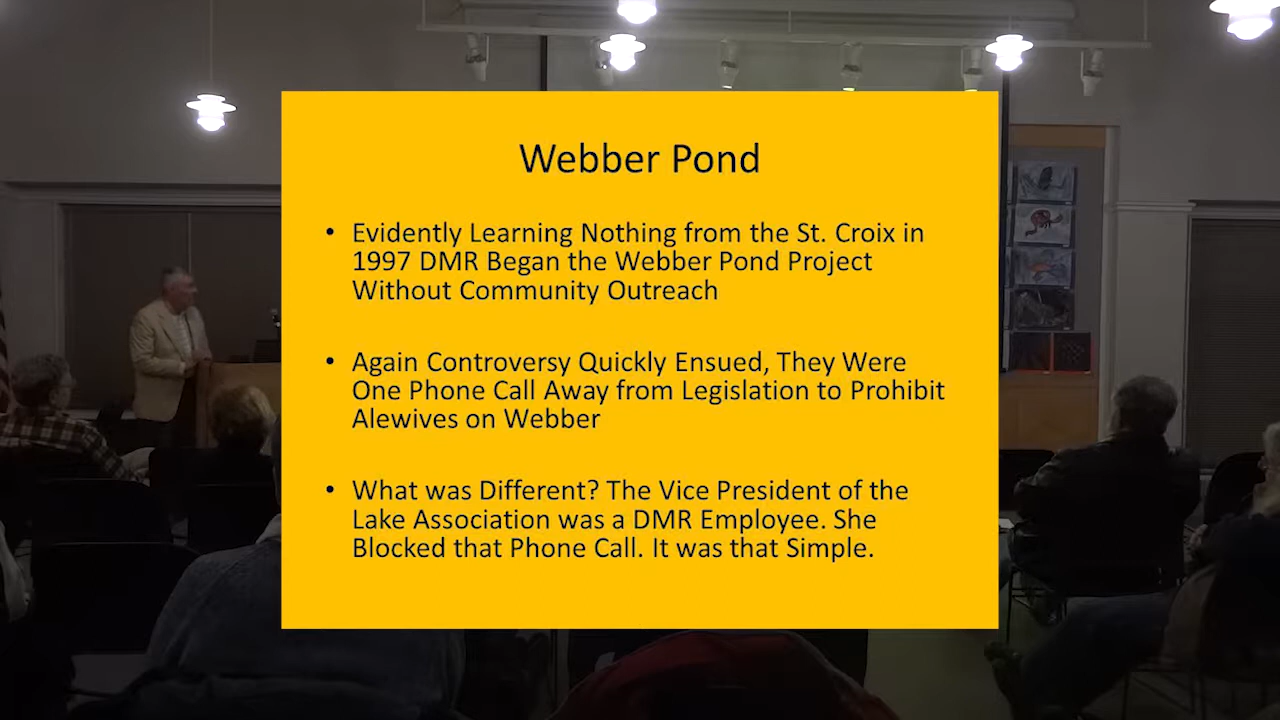 Webber Pond
• Evidently Learning Nothing from the St. Croix in
1997 DMR Began the Webber Pond Project
Without Community Outreach
• Again Controversy Quickly Ensued, They Were
One Phone Call Away from Legislation to Prohibit
Alewives on Webber
• What was Different? The Vice President of the
Lake Association was a DMR Employee. She
Blocked that Phone Call. It was that Simple.